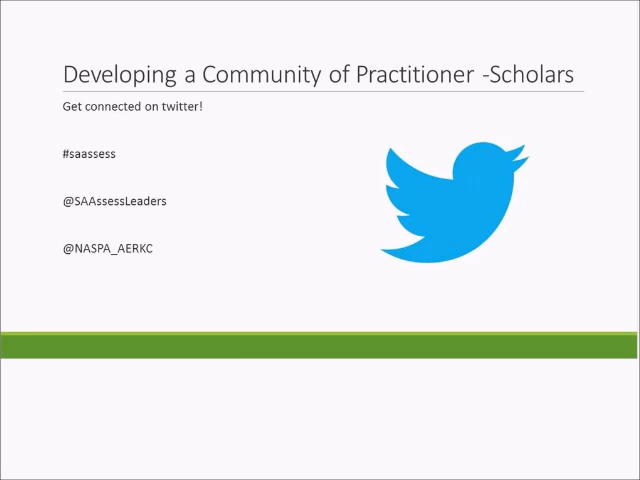 Developing a Community of Practitioner -Scholars
Get connected on twitter!
#saassess
@SAAssessLeaders
@NASPA_AERKC